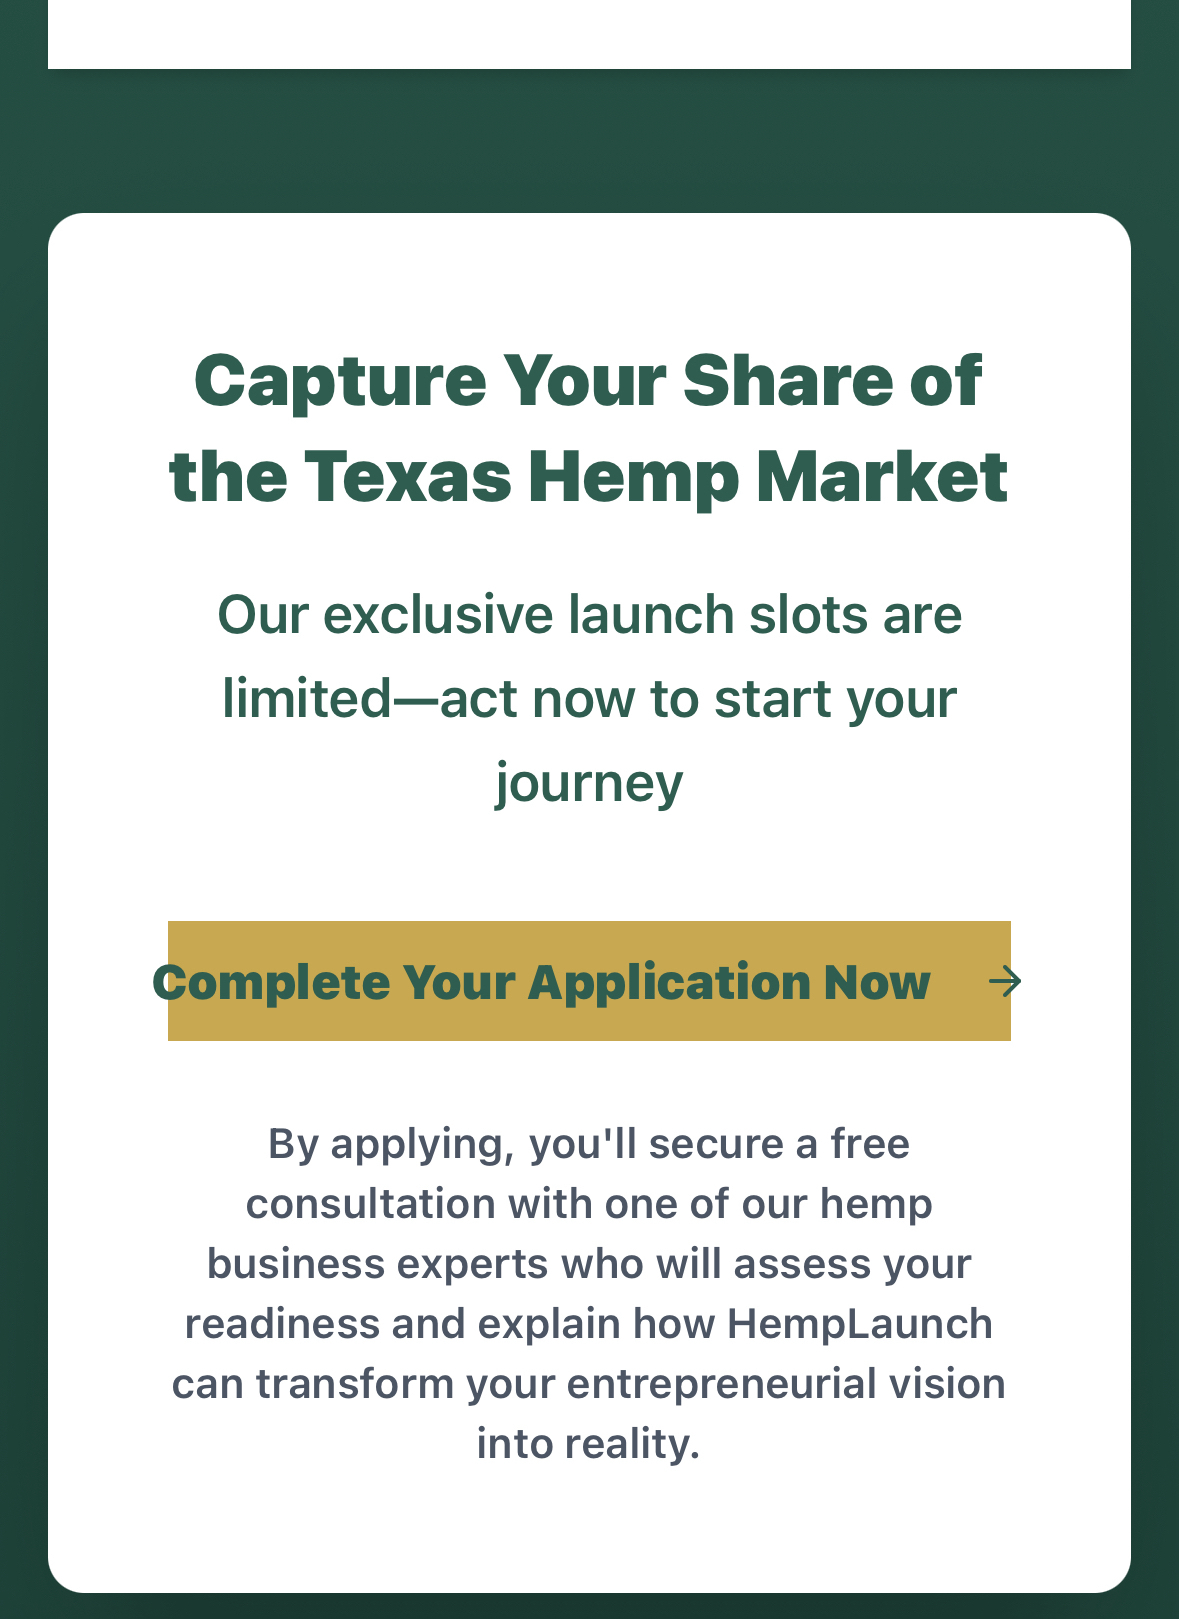 Capture Your Share of
the Texas Hemp Market
Our exclusive launch slots are
limited—act now to start your
journey
Complete Your Application Now →
By applying, you'll secure a free
consultation with one of our hemp
business experts who will assess your
readiness and explain how HempLaunch
can transform your entrepreneurial vision
into reality.